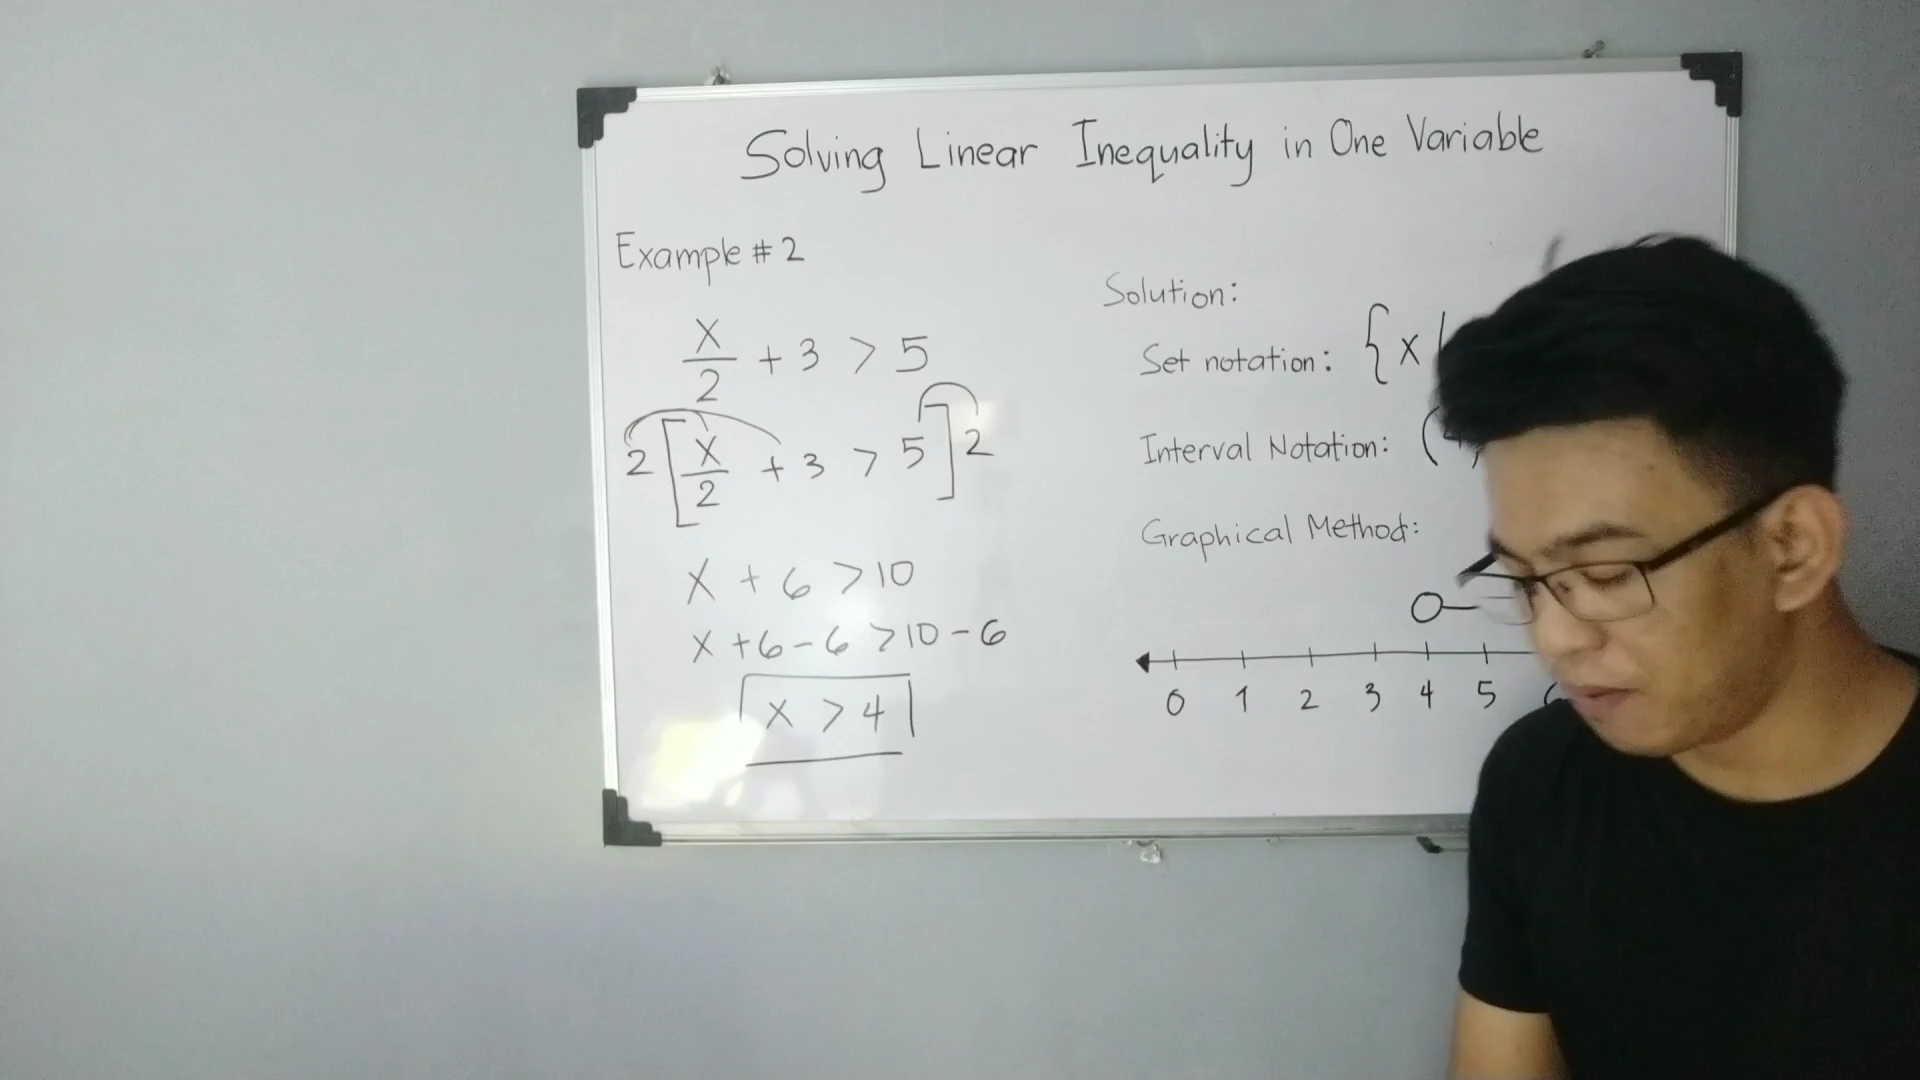 Solving Linear Inequality in One Variable
Example # 2
x/2 + 3 > 5
2 [ x/2 + 3 > 5 ] 2
x + 6 > 10
x + 6 - 6 > 10 - 6
x > 4
Solution:
Set notation: { x |
Interval Notation: ( 4,
Graphical Method:
0 1 2 3 4 5